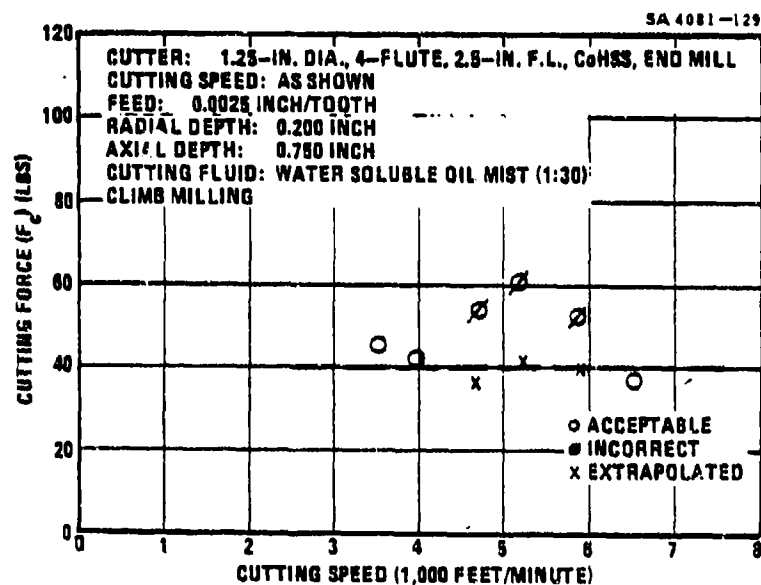 SA 4081-129
CUTTER: 1.25-IN. DIA., 4-FLUTE, 2.5-IN. F.L., CoHSS, END MILL
CUTTING SPEED: AS SHOWN
FEED: 0.0025 INCH/TOOTH
RADIAL DEPTH: 0.200 INCH
AXIAL DEPTH: 0.750 INCH
CUTTING FLUID: WATER SOLUBLE OIL MIST (1:30)
CLIMB MILLING
120
100
80
60
40
20
0
CUTTING FORCE (Fc) (LBS)
O ACCEPTABLE
Ø INCORRECT
X EXTRAPOLATED
0 1 2 3 4 5 6 7 8
CUTTING SPEED (1,000 FEET/MINUTE)